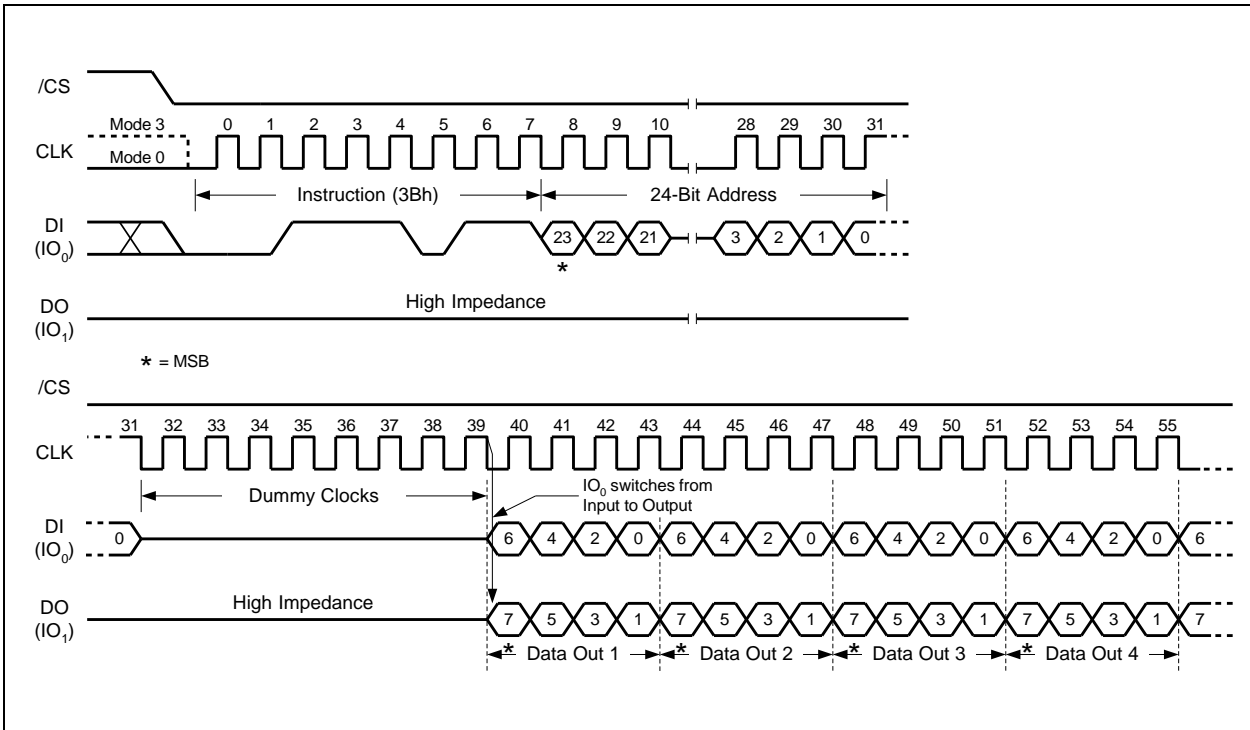 /CS
Mode 3
0 1 2 3 4 5 6 7 8 9 10 28 29 30 31
CLK
Mode 0
Instruction (3Bh)
24-Bit Address
DI
(IO0)
23 22 21 3 2 1 0
*
High Impedance
DO
(IO1)
* = MSB
/CS
31 32 33 34 35 36 37 38 39 40 41 42 43 44 45 46 47 48 49 50 51 52 53 54 55
CLK
Dummy Clocks
IO0 switches from
Input to Output
DI
(IO0)
0 6 4 2 0 6 4 2 0 6 4 2 0 6 4 2 0 6
High Impedance
DO
(IO1)
7 5 3 1 7 5 3 1 7 5 3 1 7 5 3 1 7
* Data Out 1 * Data Out 2 * Data Out 3 * Data Out 4